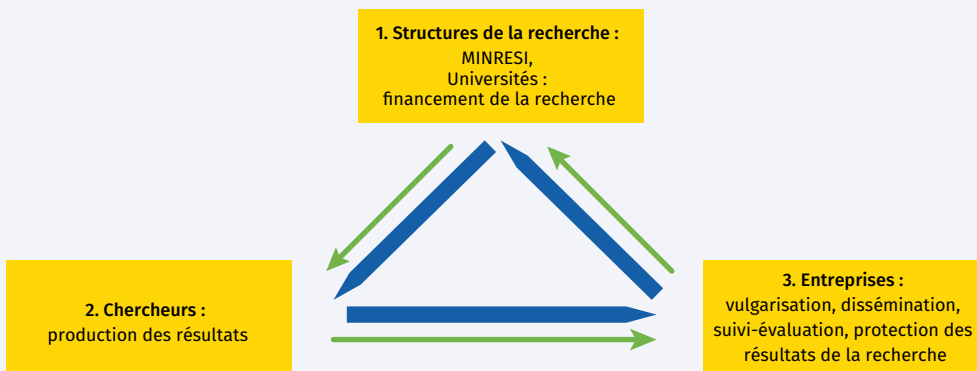 1. Structures de la recherche :
MINRESI,
Universités :
financement de la recherche
2. Chercheurs :
production des résultats
3. Entreprises :
vulgarisation, dissémination,
suivi-évaluation, protection des
résultats de la recherche